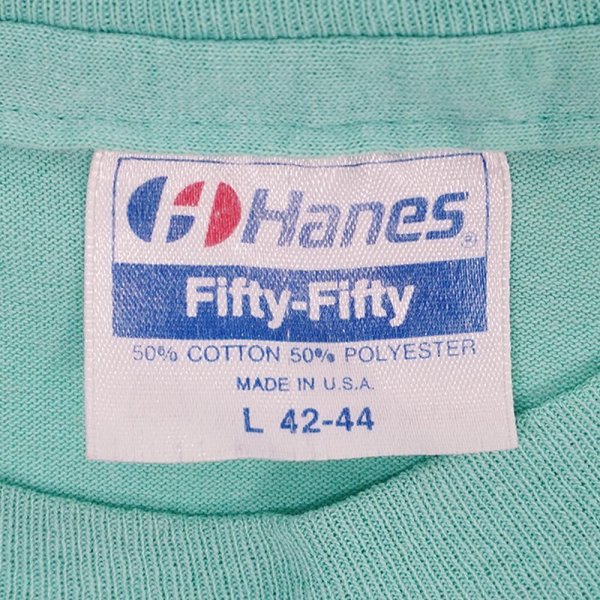 Hanes®
Fifty-Fifty
50% COTTON 50% POLYESTER
MADE IN U.S.A.
L 42-44